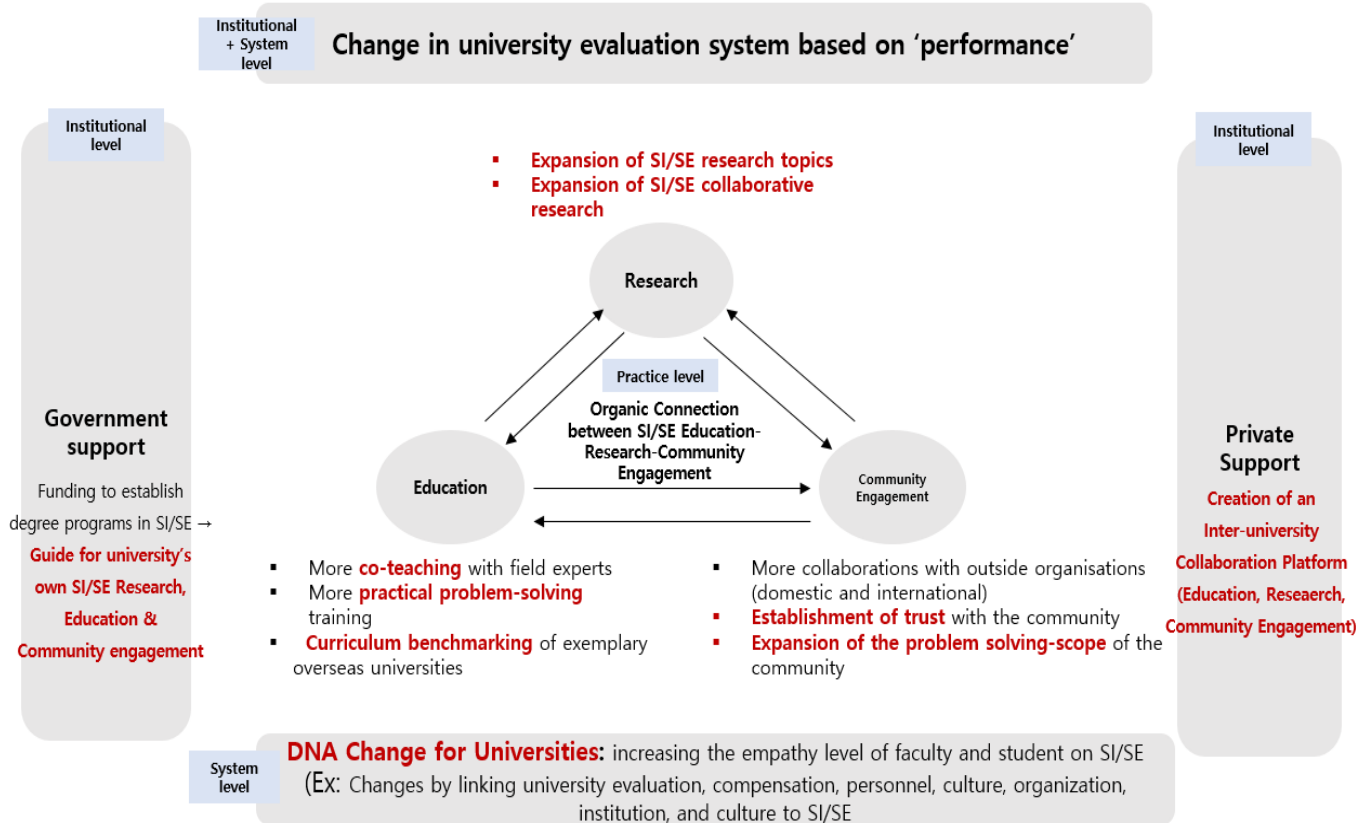 Institutional
+ System
level
Change in university evaluation system based on ‘performance’
Institutional
level
Institutional
level
▪ Expansion of SI/SE research topics
▪ Expansion of SI/SE collaborative
research
Research
Practice level
Organic Connection
between SI/SE Education-
Research-Community
Engagement
Education
Community
Engagement
Government
support
Funding to establish
degree programs in SI/SE →
Guide for university’s
own SI/SE Research,
Education &
Community engagement
Private
Support
Creation of an
Inter-university
Collaboration Platform
(Education, Researech,
Community Engagement)
▪ More co-teaching with field experts
▪ More practical problem-solving
training
▪ Curriculum benchmarking of exemplary
overseas universities
▪ More collaborations with outside organisations
(domestic and international)
▪ Establishment of trust with the community
▪ Expansion of the problem solving-scope of the
community
System
level
DNA Change for Universities: increasing the empathy level of faculty and student on SI/SE
(Ex: Changes by linking university evaluation, compensation, personnel, culture, organization,
institution, and culture to SI/SE